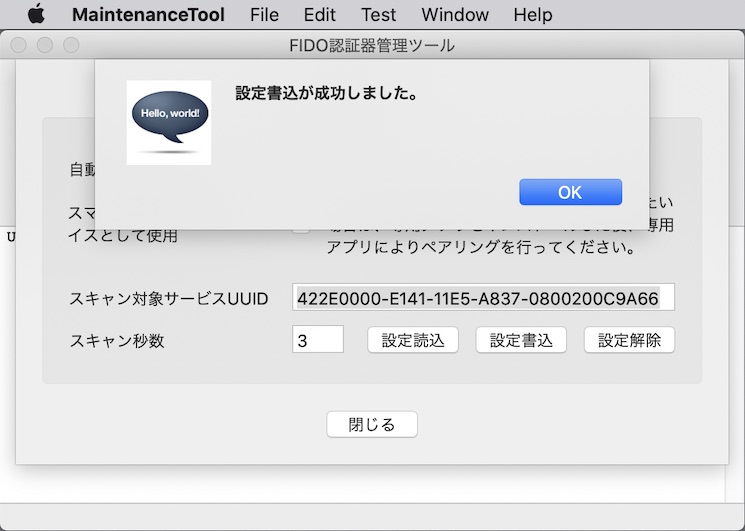 MaintenanceTool File Edit Test Window Help
FIDO認証器管理ツール
Hello, world!
設定書込が成功しました。
OK
自動
スマ
たい
イスとして使用
専用
アプリによりペアリングを行ってください。
スキャン対象サービスUUID 422E0000-E141-11E5-A837-0800200C9A66
スキャン秒数 3 設定読込 設定書込 設定解除
閉じる